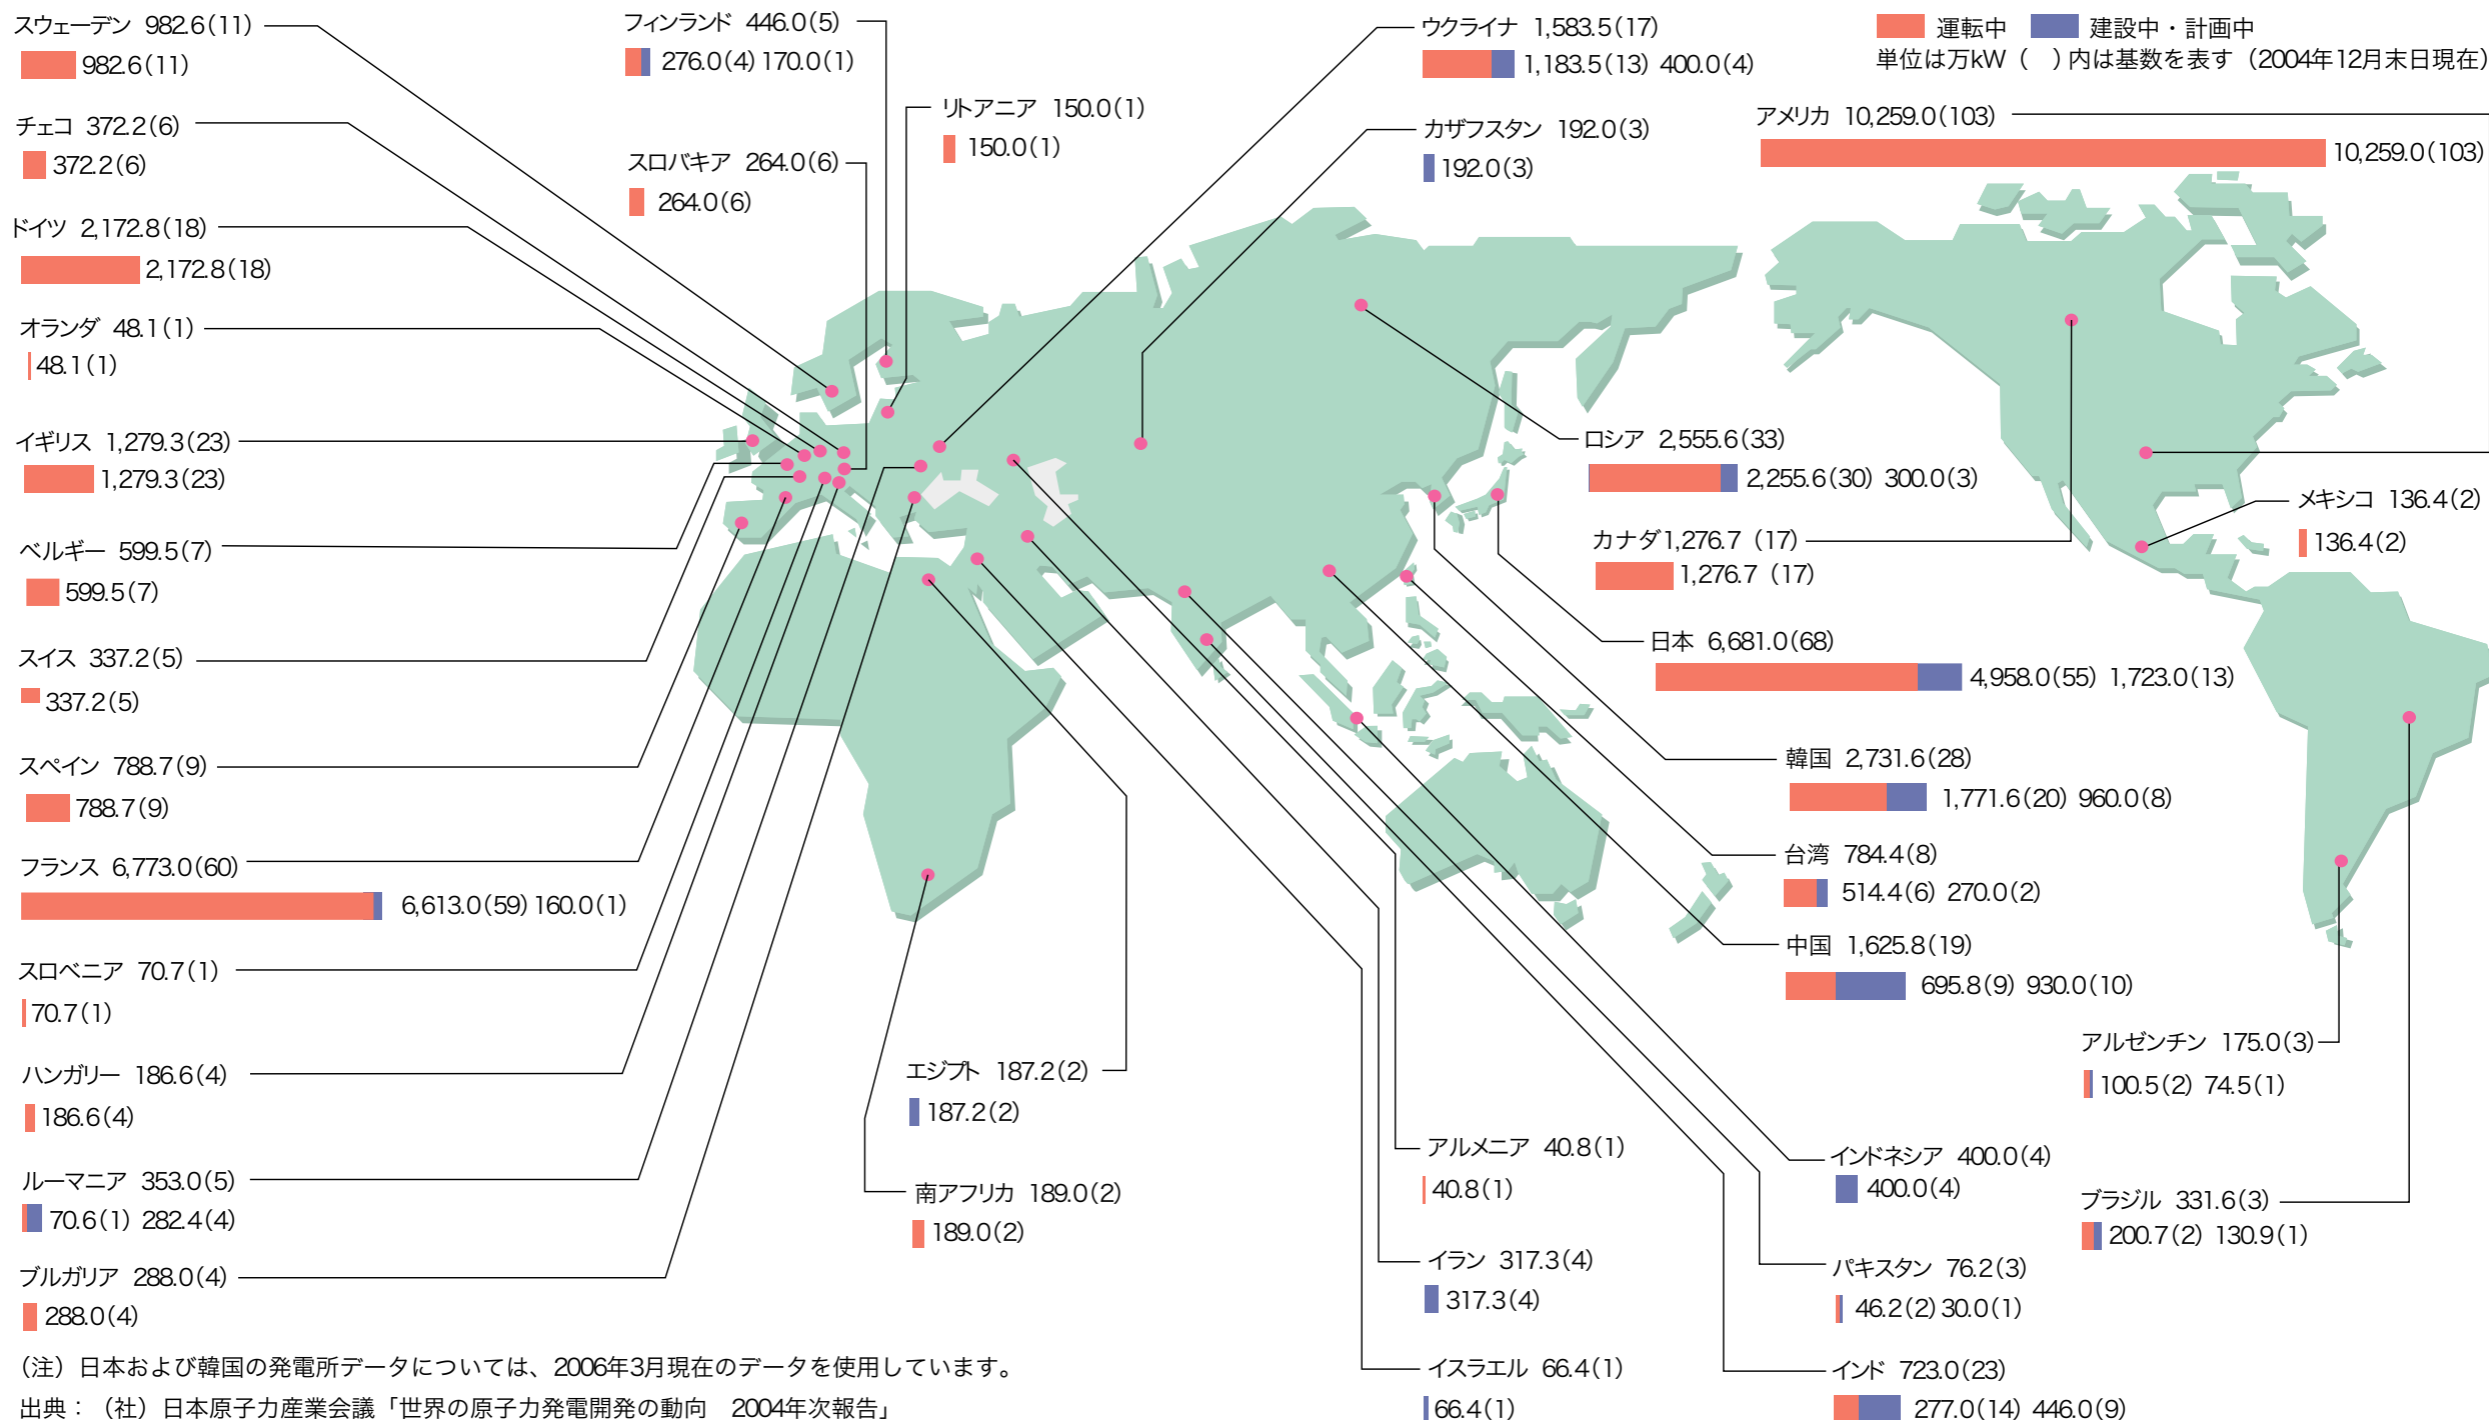 運転中 建設中・計画中
単位は万kW ( )内は基数を表す (2004年12月末日現在)
スウェーデン 982.6(11)
982.6(11)
チェコ 372.2(6)
372.2(6)
ドイツ 2,172.8(18)
2,172.8(18)
オランダ 48.1(1)
48.1(1)
イギリス 1,279.3(23)
1,279.3(23)
ベルギー 599.5(7)
599.5(7)
スイス 337.2(5)
337.2(5)
スペイン 788.7(9)
788.7(9)
フランス 6,773.0(60)
6,613.0(59) 160.0(1)
スロベニア 70.7(1)
70.7(1)
ハンガリー 186.6(4)
186.6(4)
ルーマニア 353.0(5)
70.6(1) 282.4(4)
ブルガリア 288.0(4)
288.0(4)
フィンランド 446.0(5)
276.0(4) 170.0(1)
スロバキア 264.0(6)
264.0(6)
リトアニア 150.0(1)
150.0(1)
ウクライナ 1,583.5(17)
1,183.5(13) 400.0(4)
カザフスタン 192.0(3)
192.0(3)
アメリカ 10,259.0(103)
10,259.0(103)
ロシア 2,555.6(33)
2,255.6(30) 300.0(3)
カナダ1,276.7 (17)
1,276.7 (17)
メキシコ 136.4(2)
136.4(2)
日本 6,681.0(68)
4,958.0(55) 1,723.0(13)
韓国 2,731.6(28)
1,771.6(20) 960.0(8)
台湾 784.4(8)
514.4(6) 270.0(2)
中国 1,625.8(19)
695.8(9) 930.0(10)
アルゼンチン 175.0(3)
100.5(2) 74.5(1)
ブラジル 331.6(3)
200.7(2) 130.9(1)
エジプト 187.2(2)
187.2(2)
南アフリカ 189.0(2)
189.0(2)
アルメニア 40.8(1)
40.8(1)
イラン 317.3(4)
317.3(4)
イスラエル 66.4(1)
66.4(1)
インドネシア 400.0(4)
400.0(4)
パキスタン 76.2(3)
46.2(2) 30.0(1)
インド 723.0(23)
277.0(14) 446.0(9)
(注) 日本および韓国の発電所データについては、2006年3月現在のデータを使用しています。
出典:(社)日本原子力産業会議「世界の原子力発電開発の動向 2004年次報告」